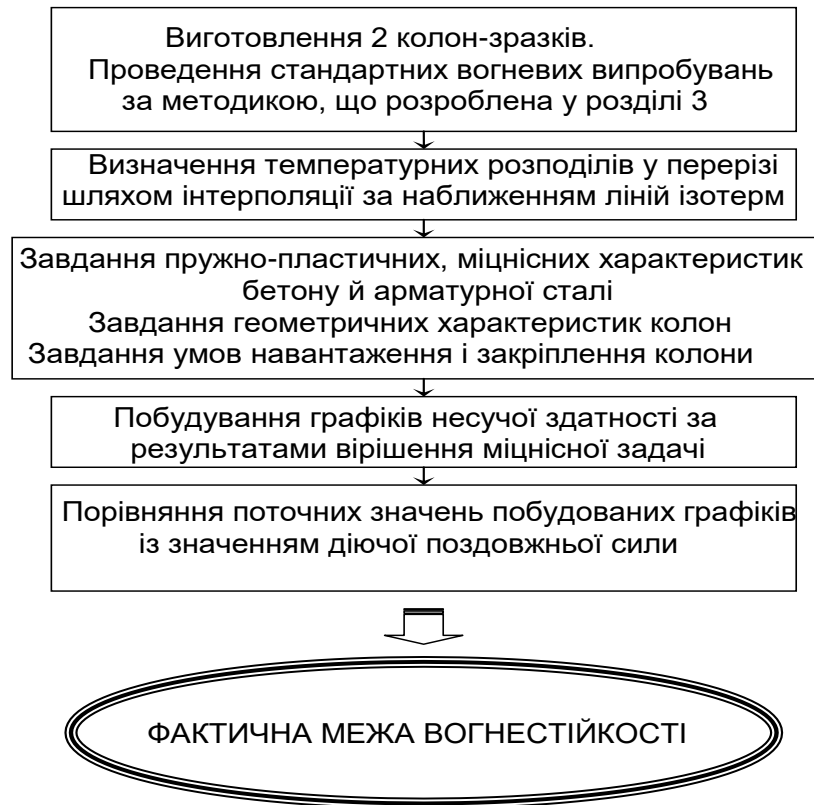 Виготовлення 2 колон-зразків.
Проведення стандартних вогневих випробувань
за методикою, що розроблена у розділі 3
Визначення температурних розподілів у перерізі
шляхом інтерполяції за наближенням ліній ізотерм
Завдання пружно-пластичних, міцнісних характеристик
бетону й арматурної сталі
Завдання геометричних характеристик колон
Завдання умов навантаження і закріплення колони
Побудування графіків несучої здатності за
результатами вирішення міцнісної задачі
Порівняння поточних значень побудованих графіків
із значенням діючої поздовжньої сили
ФАКТИЧНА МЕЖА ВОГНЕСТІЙКОСТІ